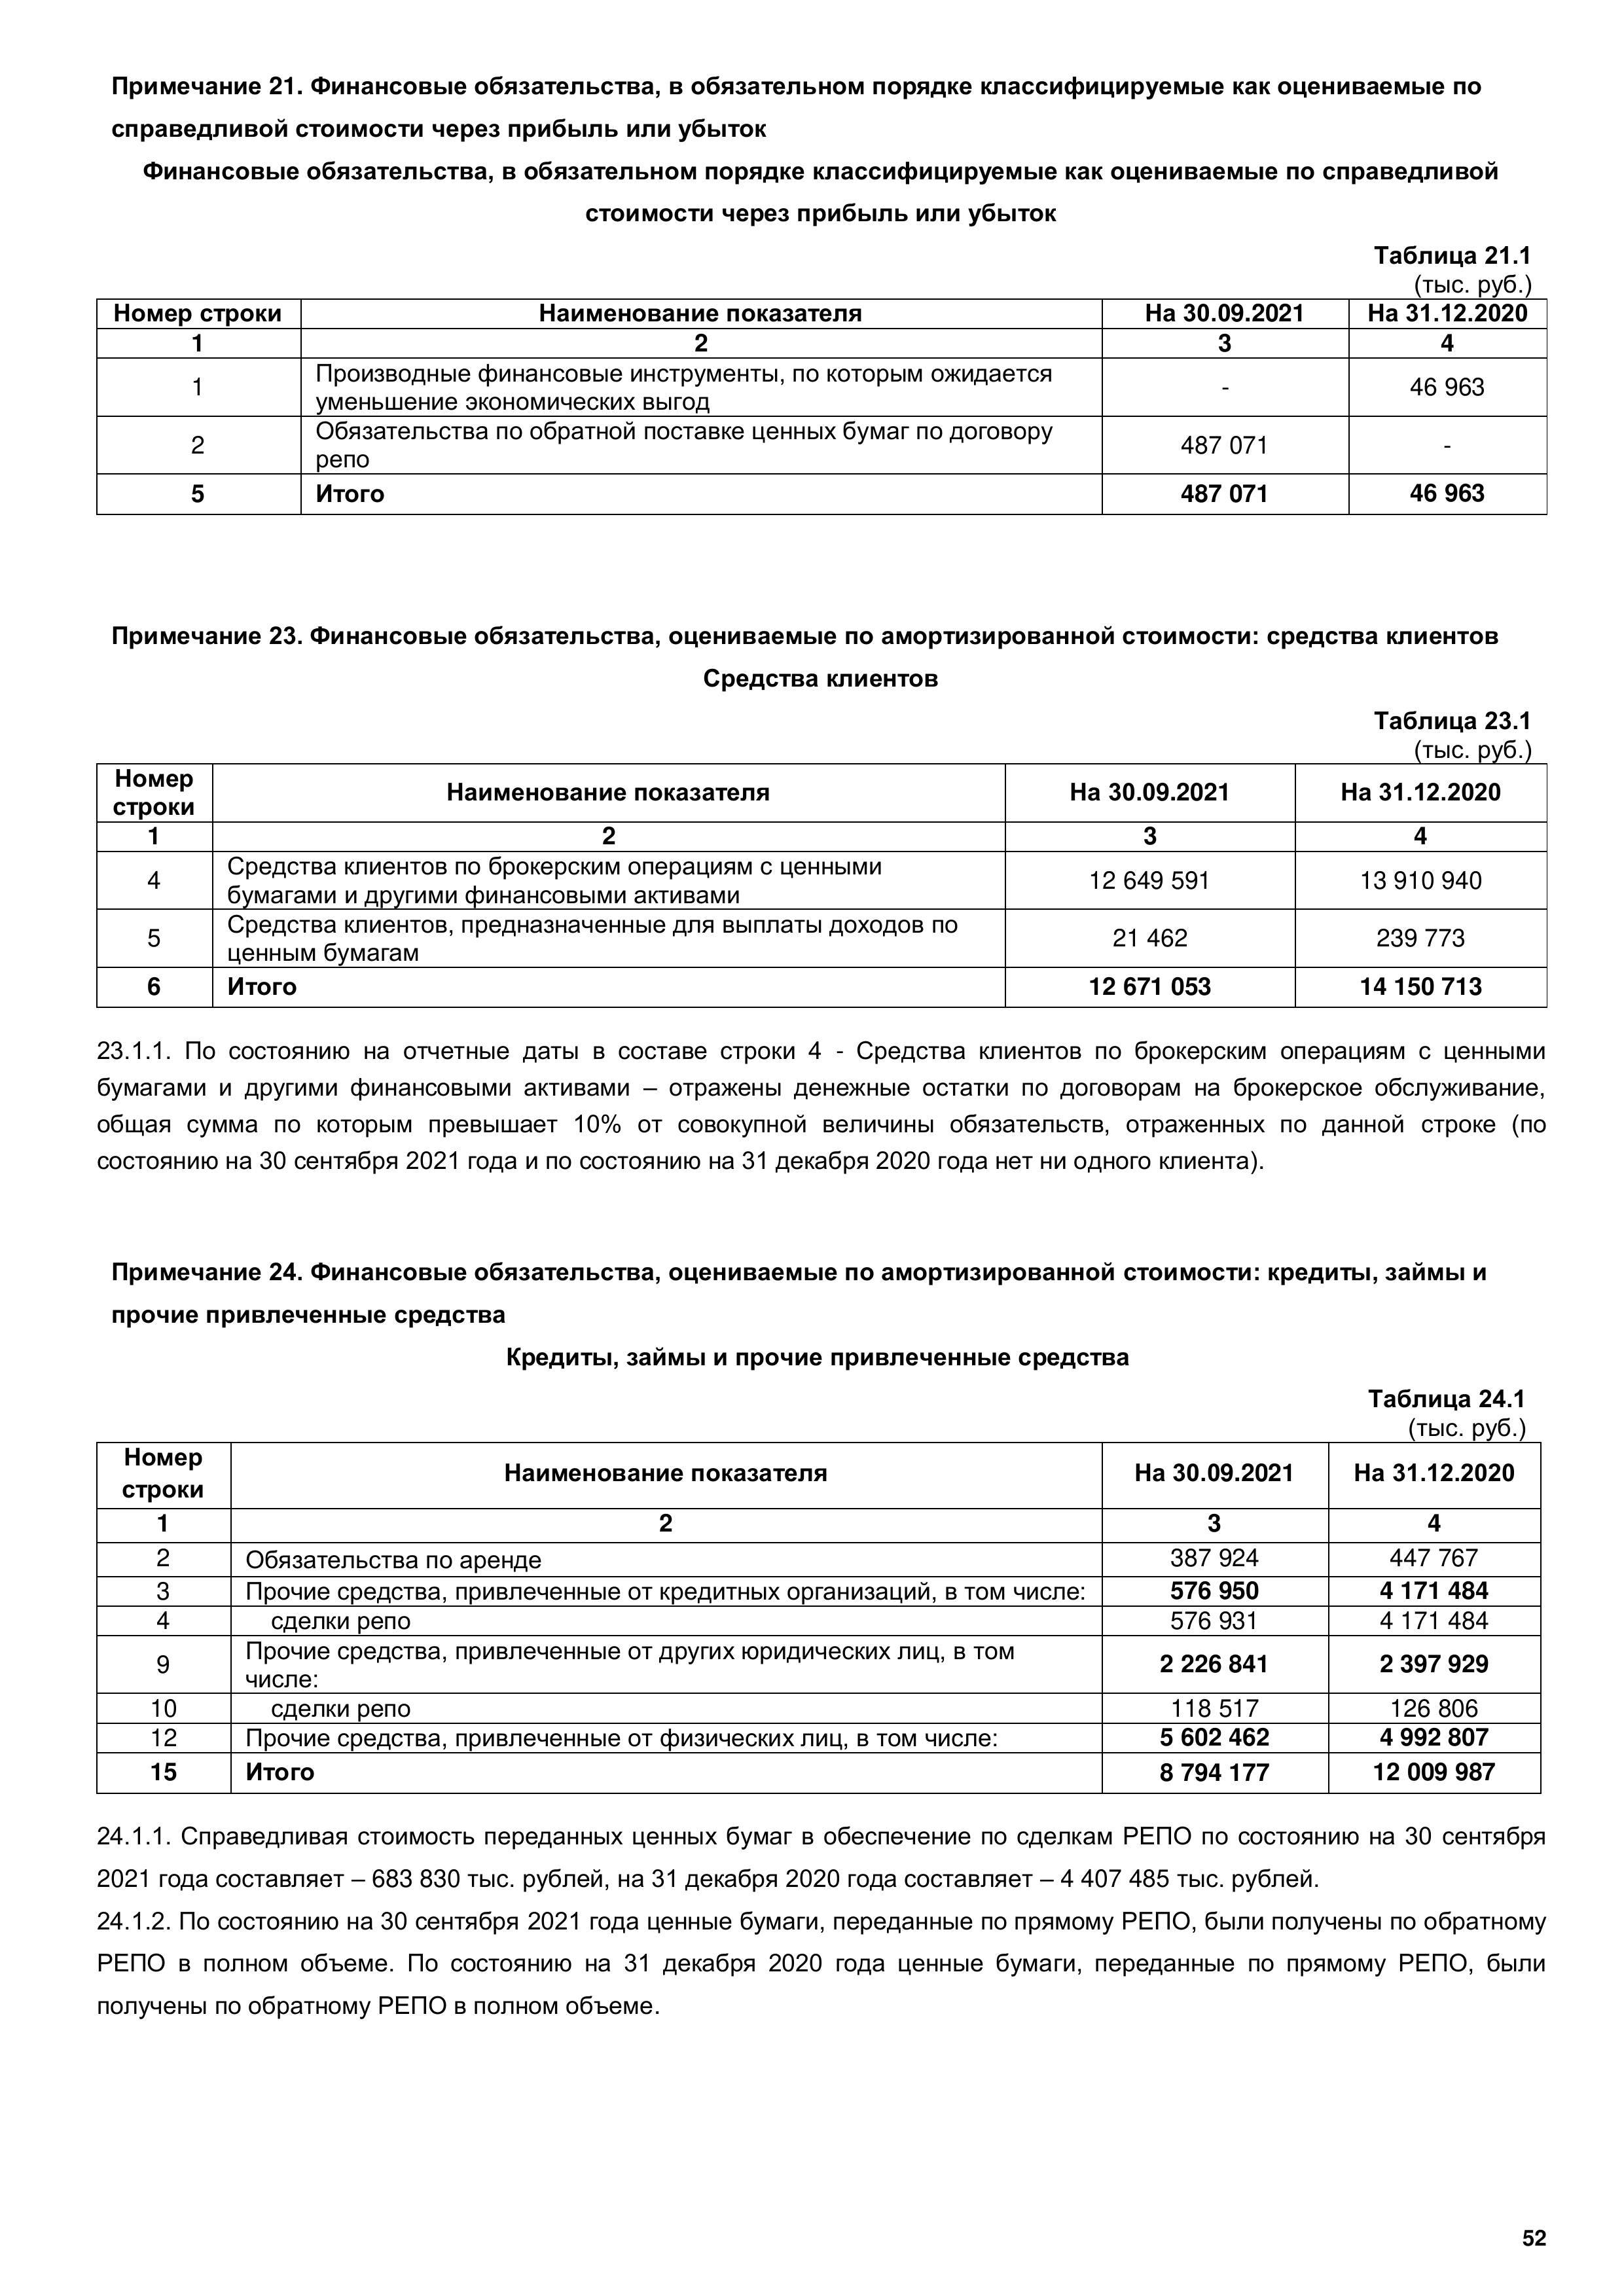 Примечание 21. Финансовые обязательства, в обязательном порядке классифицируемые как оцениваемые по
справедливой стоимости через прибыль или убыток
Финансовые обязательства, в обязательном порядке классифицируемые как оцениваемые по справедливой
стоимости через прибыль или убыток
Таблица 21.1
(тыс. руб.)
Номер строки Наименование показателя На 30.09.2021 На 31.12.2020
1 2 3 4
1 Производные финансовые инструменты, по которым ожидается уменьшение экономических выгод - 46 963
2 Обязательства по обратной поставке ценных бумаг по договору репо 487 071 -
5 Итого 487 071 46 963
Примечание 23. Финансовые обязательства, оцениваемые по амортизированной стоимости: средства клиентов
Средства клиентов
Таблица 23.1
(тыс. руб.)
Номер строки Наименование показателя На 30.09.2021 На 31.12.2020
1 2 3 4
4 Средства клиентов по брокерским операциям с ценными бумагами и другими финансовыми активами 12 649 591 13 910 940
5 Средства клиентов, предназначенные для выплаты доходов по ценным бумагам 21 462 239 773
6 Итого 12 671 053 14 150 713
23.1.1. По состоянию на отчетные даты в составе строки 4 - Средства клиентов по брокерским операциям с ценными
бумагами и другими финансовыми активами – отражены денежные остатки по договорам на брокерское обслуживание,
общая сумма по которым превышает 10% от совокупной величины обязательств, отраженных по данной строке (по
состоянию на 30 сентября 2021 года и по состоянию на 31 декабря 2020 года нет ни одного клиента).
Примечание 24. Финансовые обязательства, оцениваемые по амортизированной стоимости: кредиты, займы и
прочие привлеченные средства
Кредиты, займы и прочие привлеченные средства
Таблица 24.1
(тыс. руб.)
Номер строки Наименование показателя На 30.09.2021 На 31.12.2020
1 2 3 4
2 Обязательства по аренде 387 924 447 767
3 Прочие средства, привлеченные от кредитных организаций, в том числе: 576 950 4 171 484
4 сделки репо 576 931 4 171 484
9 Прочие средства, привлеченные от других юридических лиц, в том числе: 2 226 841 2 397 929
10 сделки репо 118 517 126 806
12 Прочие средства, привлеченные от физических лиц, в том числе: 5 602 462 4 992 807
15 Итого 8 794 177 12 009 987
24.1.1. Справедливая стоимость переданных ценных бумаг в обеспечение по сделкам РЕПО по состоянию на 30 сентября
2021 года составляет – 683 830 тыс. рублей, на 31 декабря 2020 года составляет – 4 407 485 тыс. рублей.
24.1.2. По состоянию на 30 сентября 2021 года ценные бумаги, переданные по прямому РЕПО, были получены по обратному
РЕПО в полном объеме. По состоянию на 31 декабря 2020 года ценные бумаги, переданные по прямому РЕПО, были
получены по обратному РЕПО в полном объеме.
52